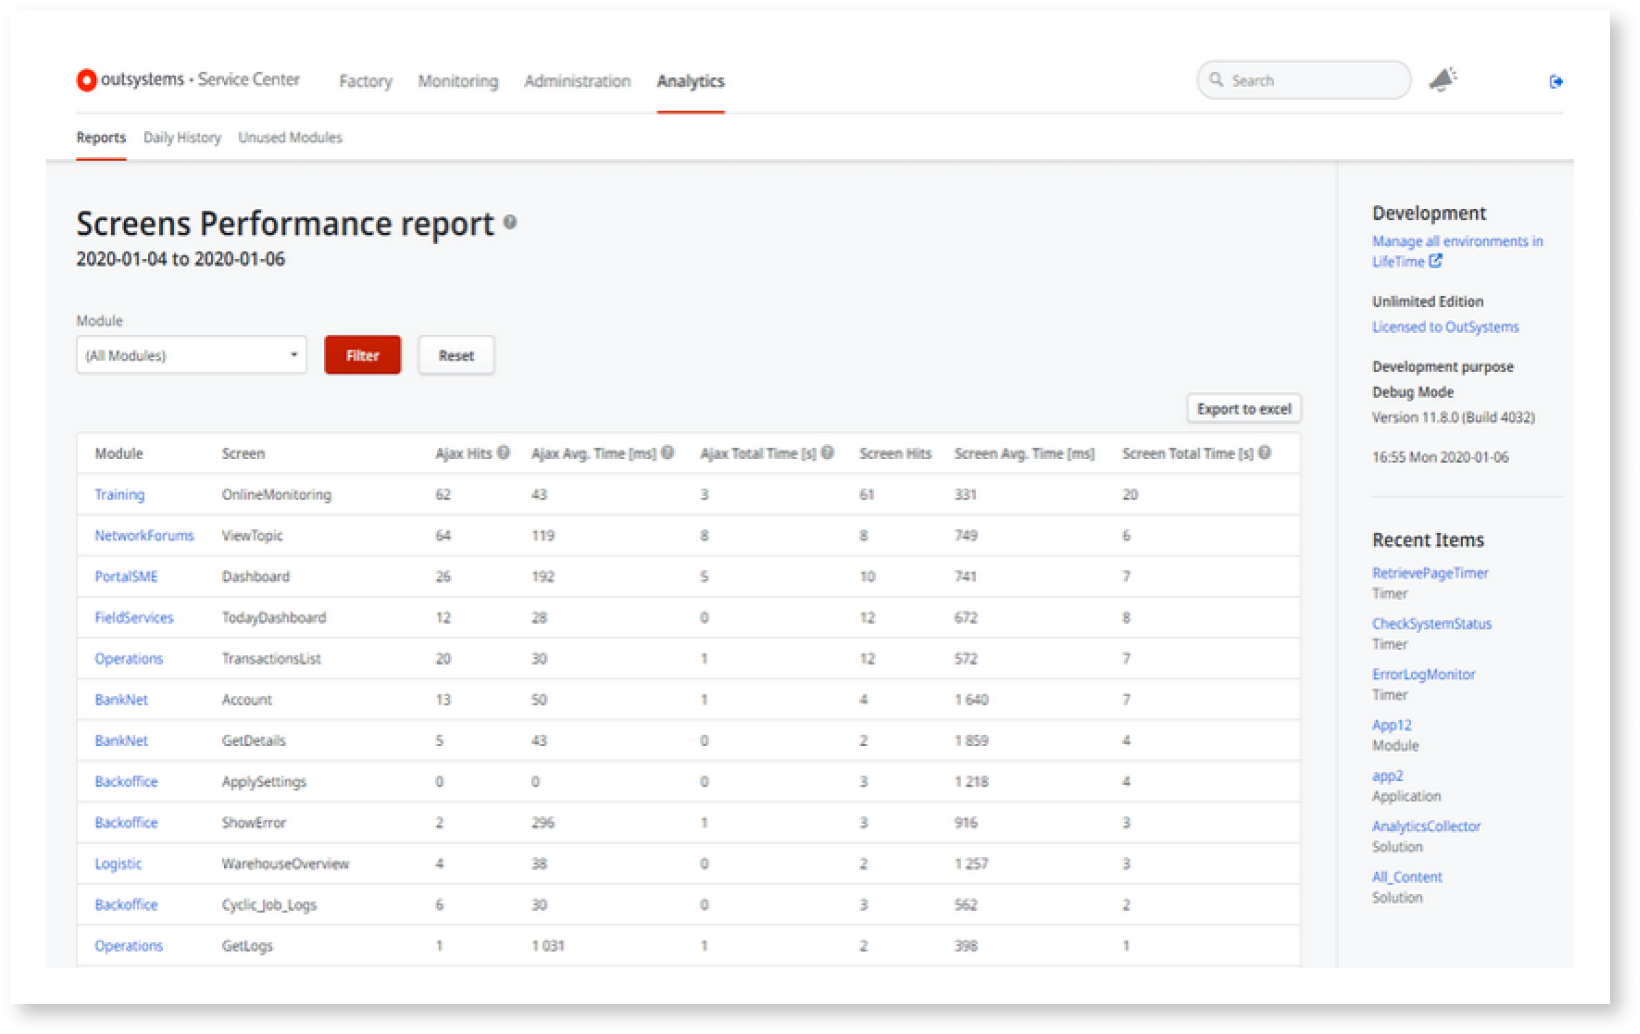 outsystems • Service Center Factory Monitoring Administration Analytics Search
Reports Daily History Unused Modules
Screens Performance report
2020-01-04 to 2020-01-06
Module
(All Modules) Filter Reset
Export to excel
Module Screen Ajax Hits Ajax Avg. Time [ms] Ajax Total Time [s] Screen Hits Screen Avg. Time [ms] Screen Total Time [s]
Training OnlineMonitoring 62 43 3 61 331 20
NetworkForums ViewTopic 64 119 8 8 749 6
PortalSME Dashboard 26 192 5 10 741 7
FieldServices TodayDashboard 12 28 0 12 672 8
Operations TransactionsList 20 30 1 12 572 7
BankNet Account 13 50 1 4 1 640 7
BankNet GetDetails 5 43 0 2 1 859 4
Backoffice ApplySettings 0 0 0 3 1 218 4
Backoffice ShowError 2 296 1 3 916 3
Logistic WarehouseOverview 4 38 0 2 1 257 3
Backoffice Cyclic_Job_Logs 6 30 0 3 562 2
Operations GetLogs 1 1 031 1 2 398 1
Development
Manage all environments in
LifeTime
Unlimited Edition
Licensed to OutSystems
Development purpose
Debug Mode
Version 11.8.0 (Build 4032)
16:55 Mon 2020-01-06
Recent Items
RetrievePageTimer
Timer
CheckSystemStatus
Timer
ErrorLogMonitor
Timer
App12
Module
app2
Application
AnalyticsCollector
Solution
All_Content
Solution